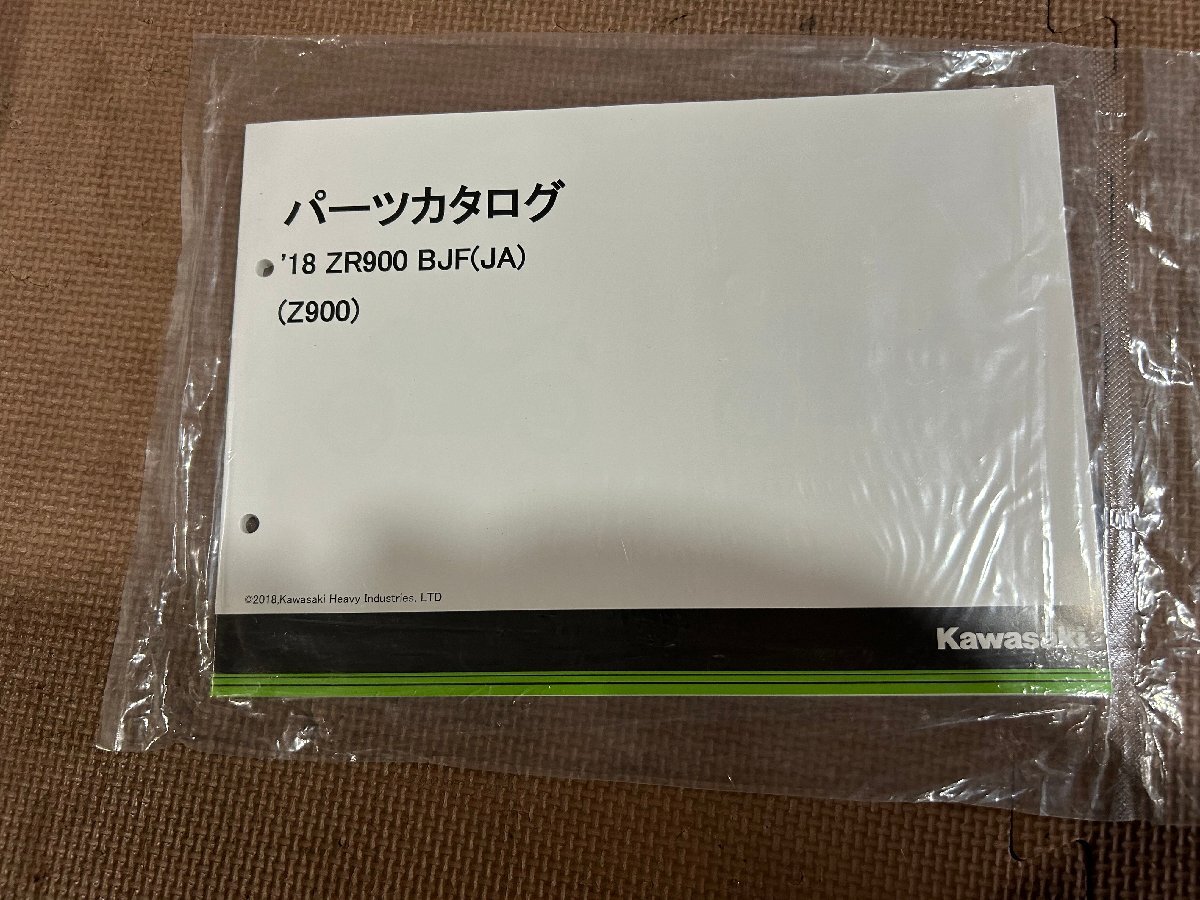 パーツカタログ
'18 ZR900 BJF(JA)
(Z900)
©2018,Kawasaki Heavy Industries, LTD
Kawasaki